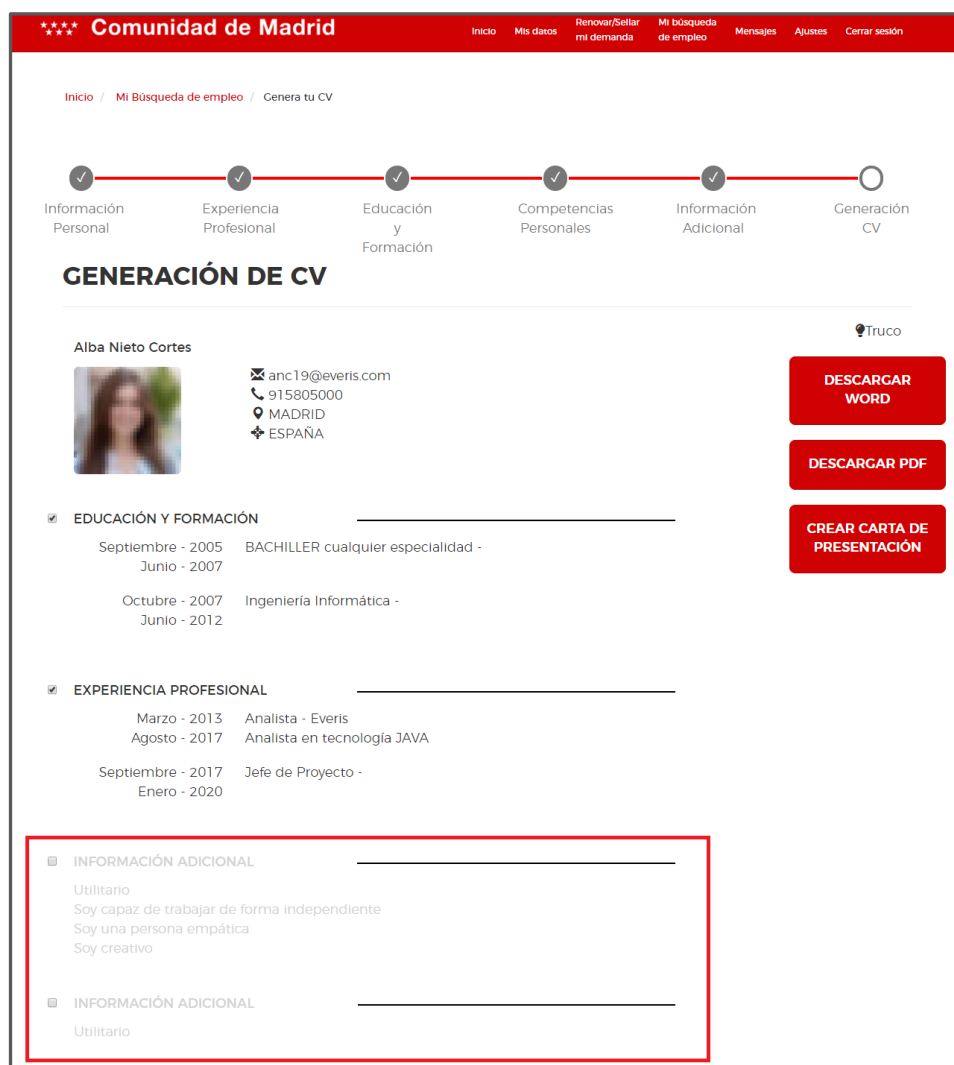 Comunidad de Madrid
Inicio Mis datos Renovar/Sellar mi demanda Mi búsqueda de empleo Mensajes Ajustes Cerrar sesión
Inicio / Mi Búsqueda de empleo / Genera tu CV
Información Personal
Experiencia Profesional
Educación y Formación
Competencias Personales
Información Adicional
Generación CV
GENERACIÓN DE CV
Truco
Alba Nieto Cortes
anc19@everis.com
915805000
MADRID
ESPAÑA
DESCARGAR WORD
DESCARGAR PDF
CREAR CARTA DE PRESENTACIÓN
EDUCACIÓN Y FORMACIÓN
Septiembre - 2005 BACHILLER cualquier especialidad -
Junio - 2007
Octubre - 2007 Ingeniería Informática -
Junio - 2012
EXPERIENCIA PROFESIONAL
Marzo - 2013 Analista - Everis
Agosto - 2017 Analista en tecnología JAVA
Septiembre - 2017 Jefe de Proyecto -
Enero - 2020
INFORMACIÓN ADICIONAL
Utilitario
Soy capaz de trabajar de forma independiente
Soy una persona empática
Soy creativo
INFORMACIÓN ADICIONAL
Utilitario